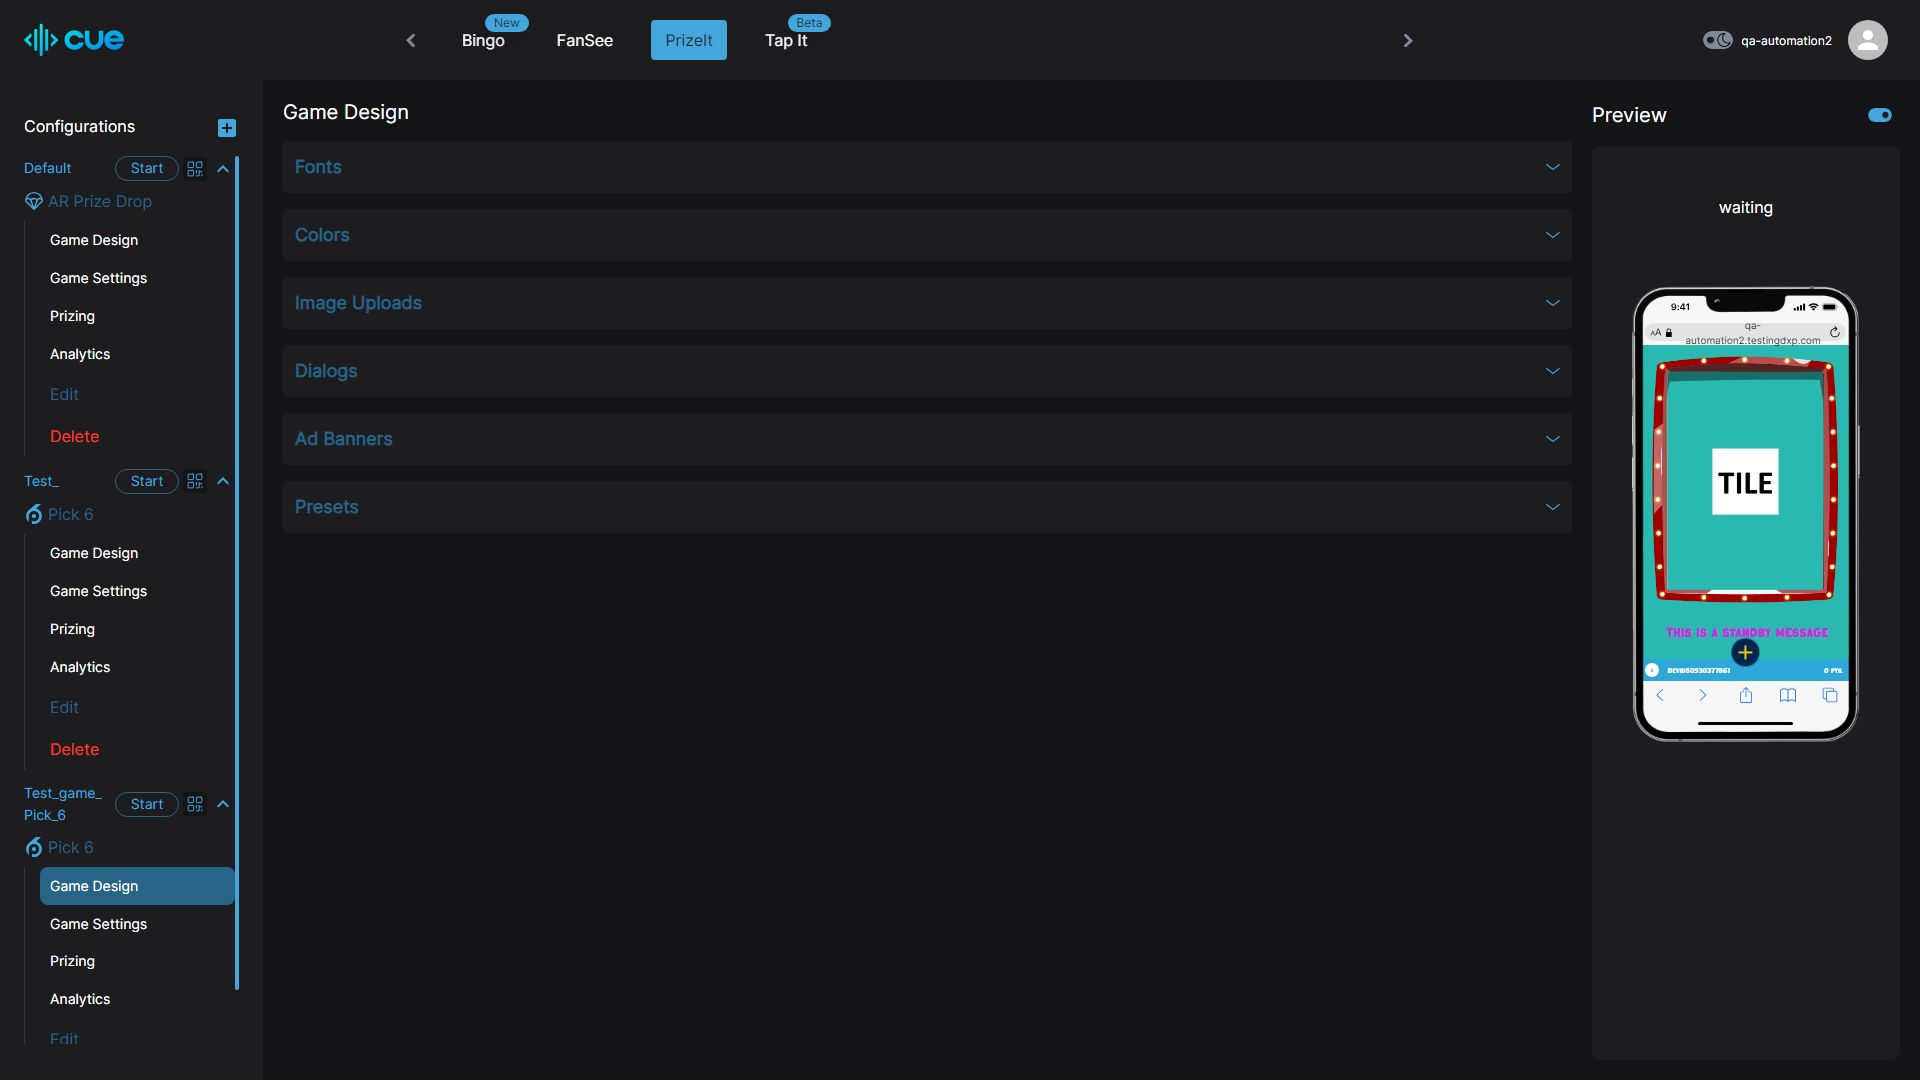 cue
New
Bingo
FanSee
PrizeIt
Beta
Tap It
qa-automation2
Configurations
Default
Start
AR Prize Drop
Game Design
Game Settings
Prizing
Analytics
Edit
Delete
Test_
Start
Pick 6
Game Design
Game Settings
Prizing
Analytics
Edit
Delete
Test_game_
Pick_6
Start
Pick 6
Game Design
Game Settings
Prizing
Analytics
Edit
Game Design
Fonts
Colors
Image Uploads
Dialogs
Ad Banners
Presets
Preview
waiting
9:41
AA
qa-
automation2.testingdxp.com
TILE
THIS IS A STANDBY MESSAGE
0 PTS.